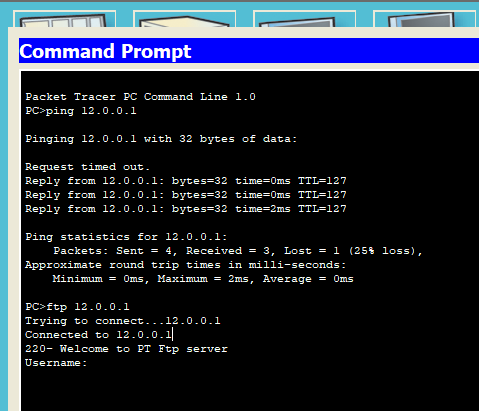 Command Prompt
Packet Tracer PC Command Line 1.0
PC>ping 12.0.0.1
Pinging 12.0.0.1 with 32 bytes of data:
Request timed out.
Reply from 12.0.0.1: bytes=32 time=0ms TTL=127
Reply from 12.0.0.1: bytes=32 time=0ms TTL=127
Reply from 12.0.0.1: bytes=32 time=2ms TTL=127
Ping statistics for 12.0.0.1:
Packets: Sent = 4, Received = 3, Lost = 1 (25% loss),
Approximate round trip times in milli-seconds:
Minimum = 0ms, Maximum = 2ms, Average = 0ms
PC>ftp 12.0.0.1
Trying to connect...12.0.0.1
Connected to 12.0.0.1
220- Welcome to PT Ftp server
Username: